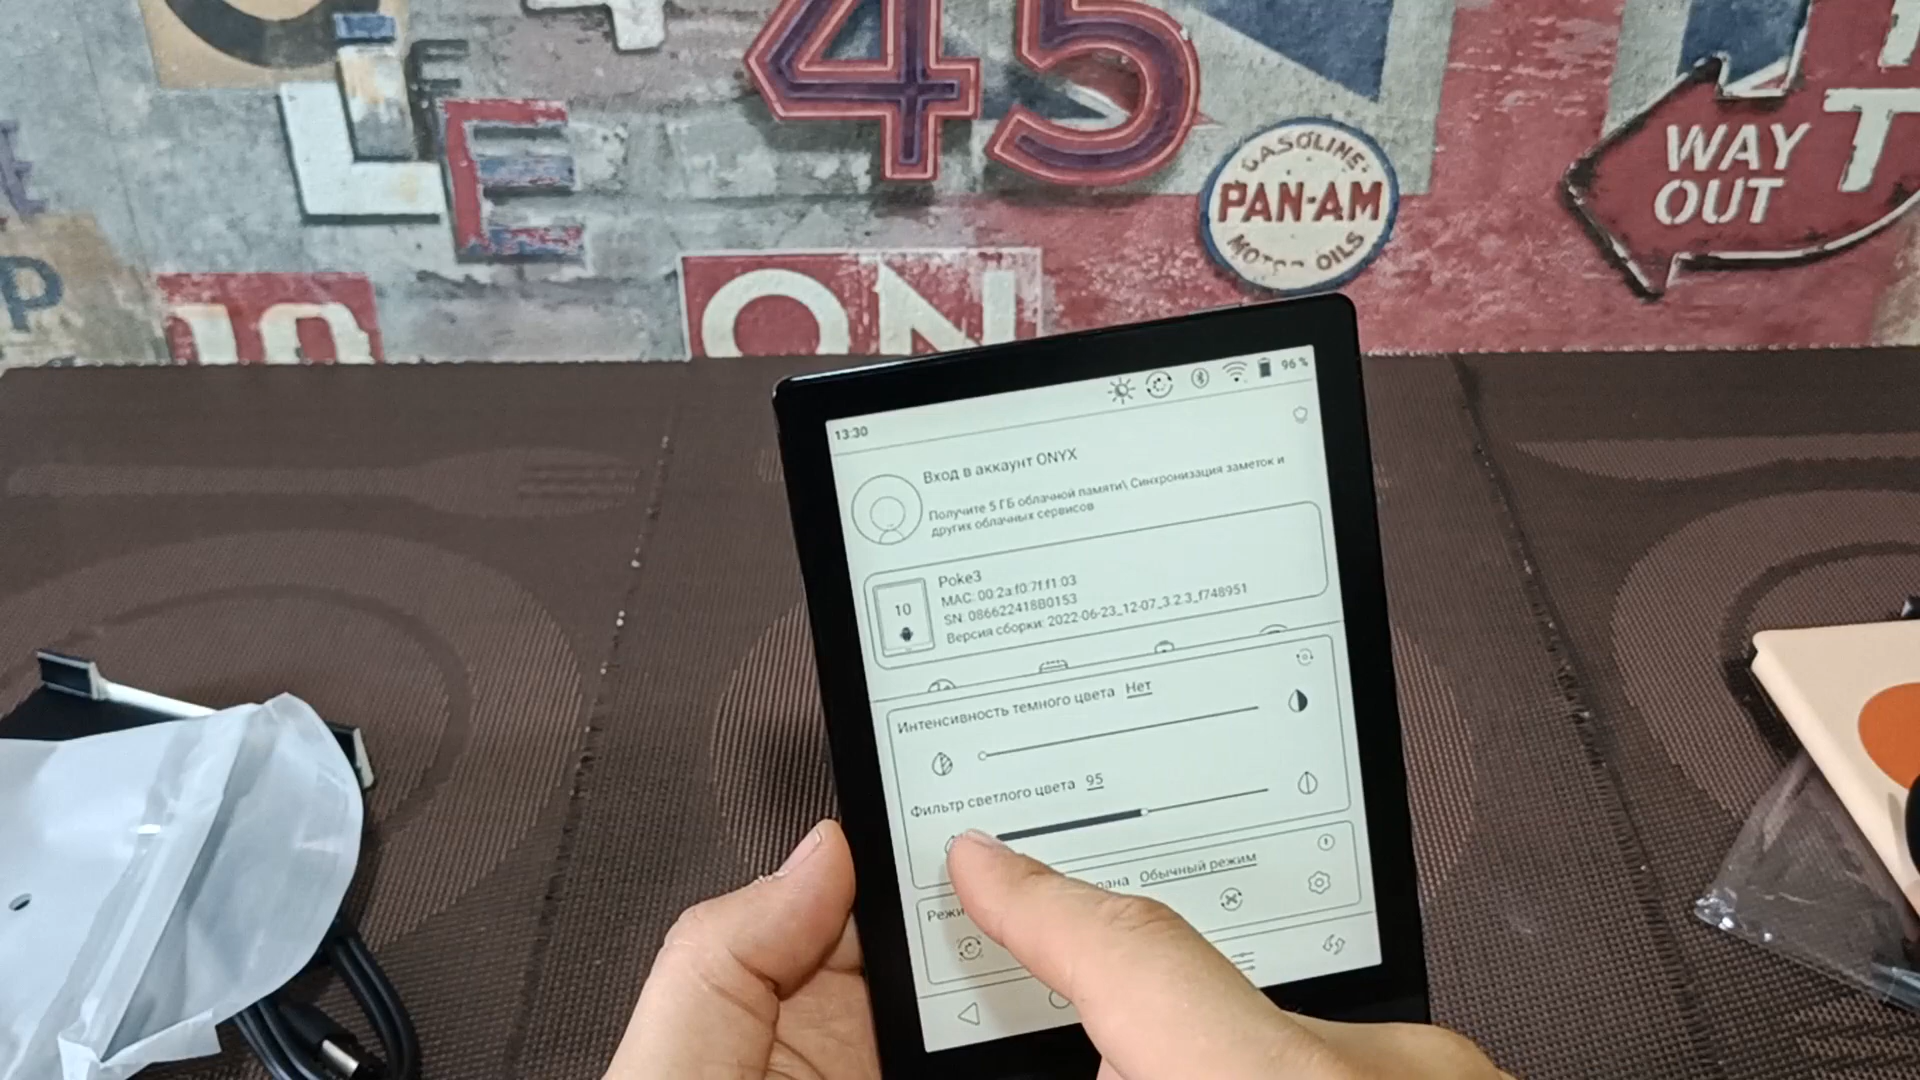 45
L
E
E
P
10
ON
GASOLINE
PAN-AM
MOTOR OILS
WAY
OUT
T
13:30
96 %
Вход в аккаунт ONYX
Получите 5 ГБ облачной памяти\ Синхронизация заметок и
других облачных сервисов
10
Poke3
MAC: 00:2a:f0:7f:f1:03
SN: 086622418B0153
Версия сборки: 2022-06-23_12-07_3.2.3_f748951
Интенсивность темного цвета Нет
Фильтр светлого цвета 95
Обычный режим